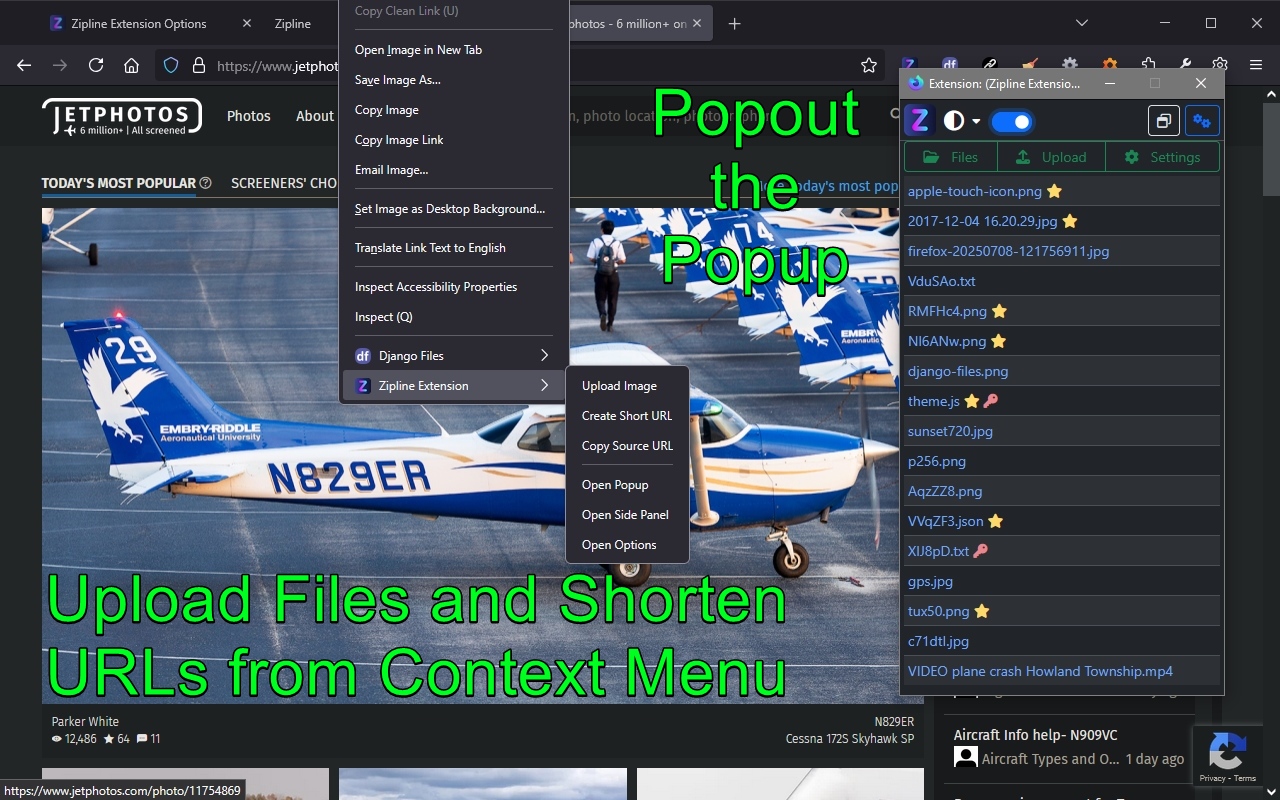 Zipline Extension Options
Zipline
photos - 6 million+ on
https://www.jetphot
Copy Clean Link (U)
Open Image in New Tab
Save Image As...
Copy Image
Copy Image Link
Email Image...
Set Image as Desktop Background...
Translate Link Text to English
Inspect Accessibility Properties
Inspect (Q)
df Django Files
Z Zipline Extension
Upload Image
Create Short URL
Copy Source URL
Open Popup
Open Side Panel
Open Options
JETPHOTOS
6 million+ | All screened
Photos
About
photo location, photographer
TODAY'S MOST POPULAR
SCREENERS' CHO
today's most pop
Popout
the
Popup
29
74
EMBRY-RIDDLE
Aeronautical University
N829ER
EMBRY
Aeronautical
Upload Files and Shorten
URLs from Context Menu
Parker White
12,486 64 11
N829ER
Cessna 172S Skyhawk SP
Extension: (Zipline Extensio...
Z
Files
Upload
Settings
apple-touch-icon.png
2017-12-04 16.20.29.jpg
firefox-20250708-121756911.jpg
VduSAo.txt
RMFHc4.png
NI6ANw.png
django-files.png
theme.js
sunset720.jpg
p256.png
AqzZZ8.png
VVqZF3.json
XIJ8pD.txt
gps.jpg
tux50.png
c71dtl.jpg
VIDEO plane crash Howland Township.mp4
Aircraft Info help- N909VC
Aircraft Types and O... 1 day ago
Privacy - Terms
https://www.jetphotos.com/photo/11754869